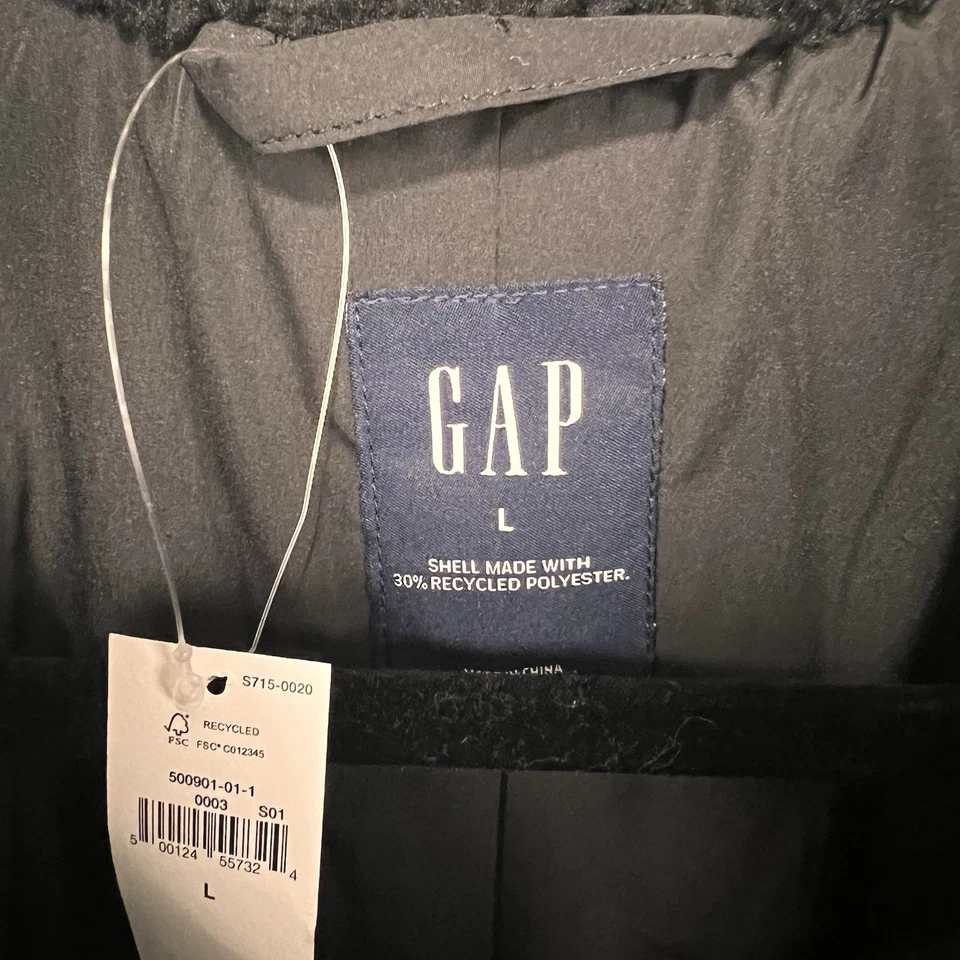 GAP
L
SHELL MADE WITH
30% RECYCLED POLYESTER.
MADE IN CHINA
S715-0020
RECYCLED
FSC FSC® C012345
500901-01-1
0003 S01
5 00124 55732 4
L